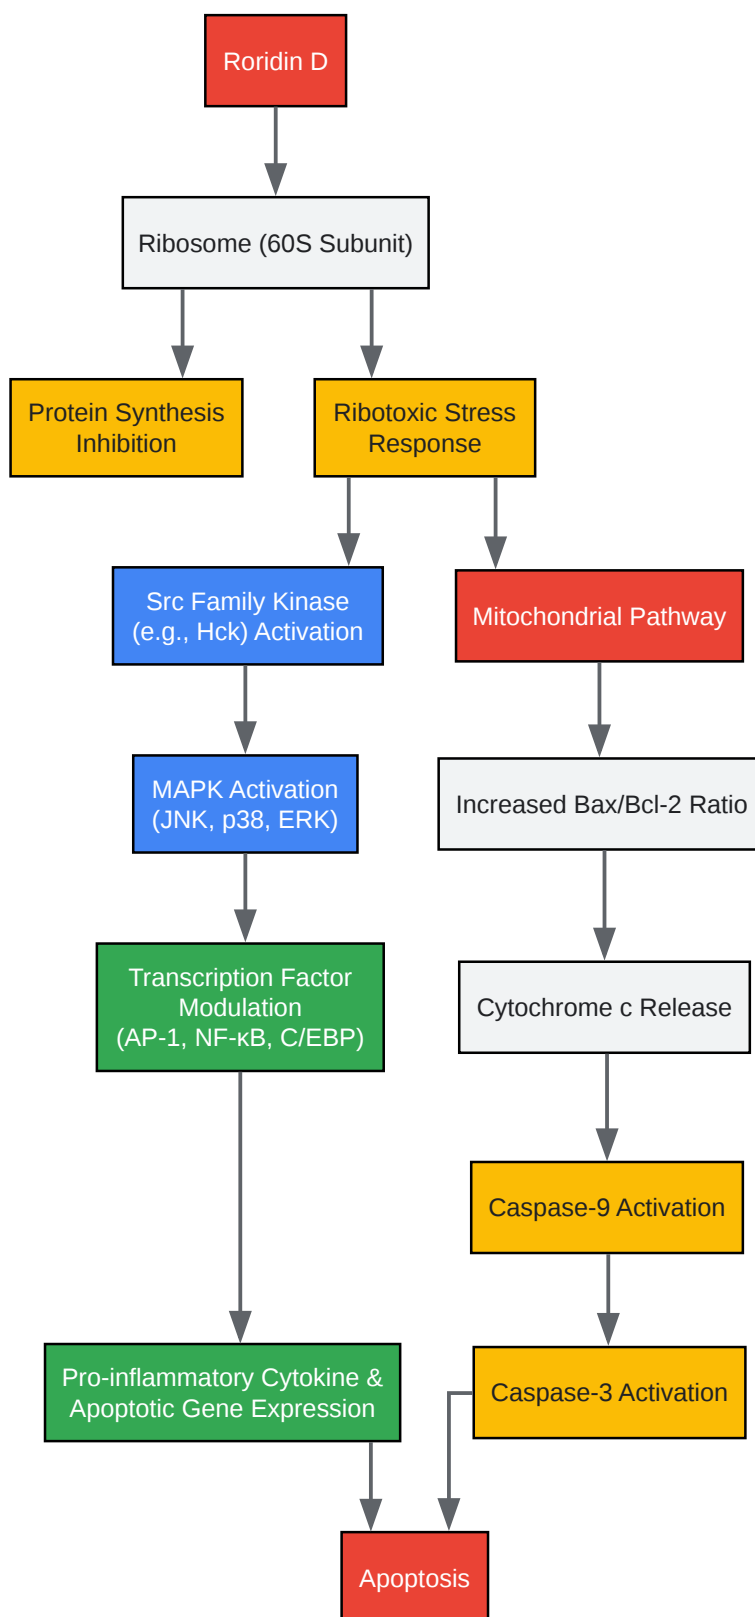 Roridin D
Ribosome (60S Subunit)
Protein Synthesis
Inhibition
Ribotoxic Stress
Response
Src Family Kinase
(e.g., Hck) Activation
Mitochondrial Pathway
MAPK Activation
(JNK, p38, ERK)
Increased Bax/Bcl-2 Ratio
Transcription Factor
Modulation
(AP-1, NF-κB, C/EBP)
Cytochrome c Release
Caspase-9 Activation
Pro-inflammatory Cytokine &
Apoptotic Gene Expression
Caspase-3 Activation
Apoptosis